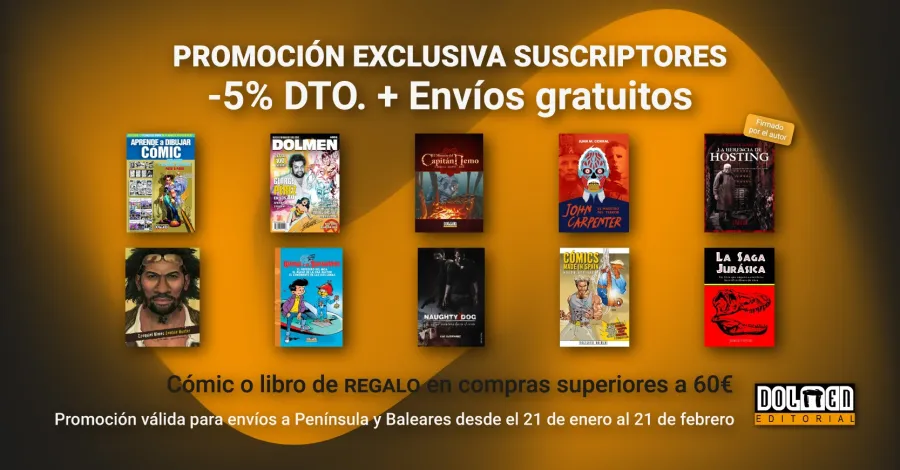 PROMOCIÓN EXCLUSIVA SUSCRIPTORES
-5% DTO. + Envíos gratuitos
Firmado
por el autor
APRENDE a DIBUJAR
CÓMIC
DOLMEN
Capitán Nemo
JOHN
CARPENTER
LA HERENCIA DE
HOSTING
NAUGHTY DOG
CÓMICS
MADE IN SPAIN
LA SAGA
JURÁSICA
Cómic o libro de REGALO en compras superiores a 60€
Promoción válida para envíos a Península y Baleares desde el 21 de enero al 21 de febrero
DOLMEN
EDITORIAL